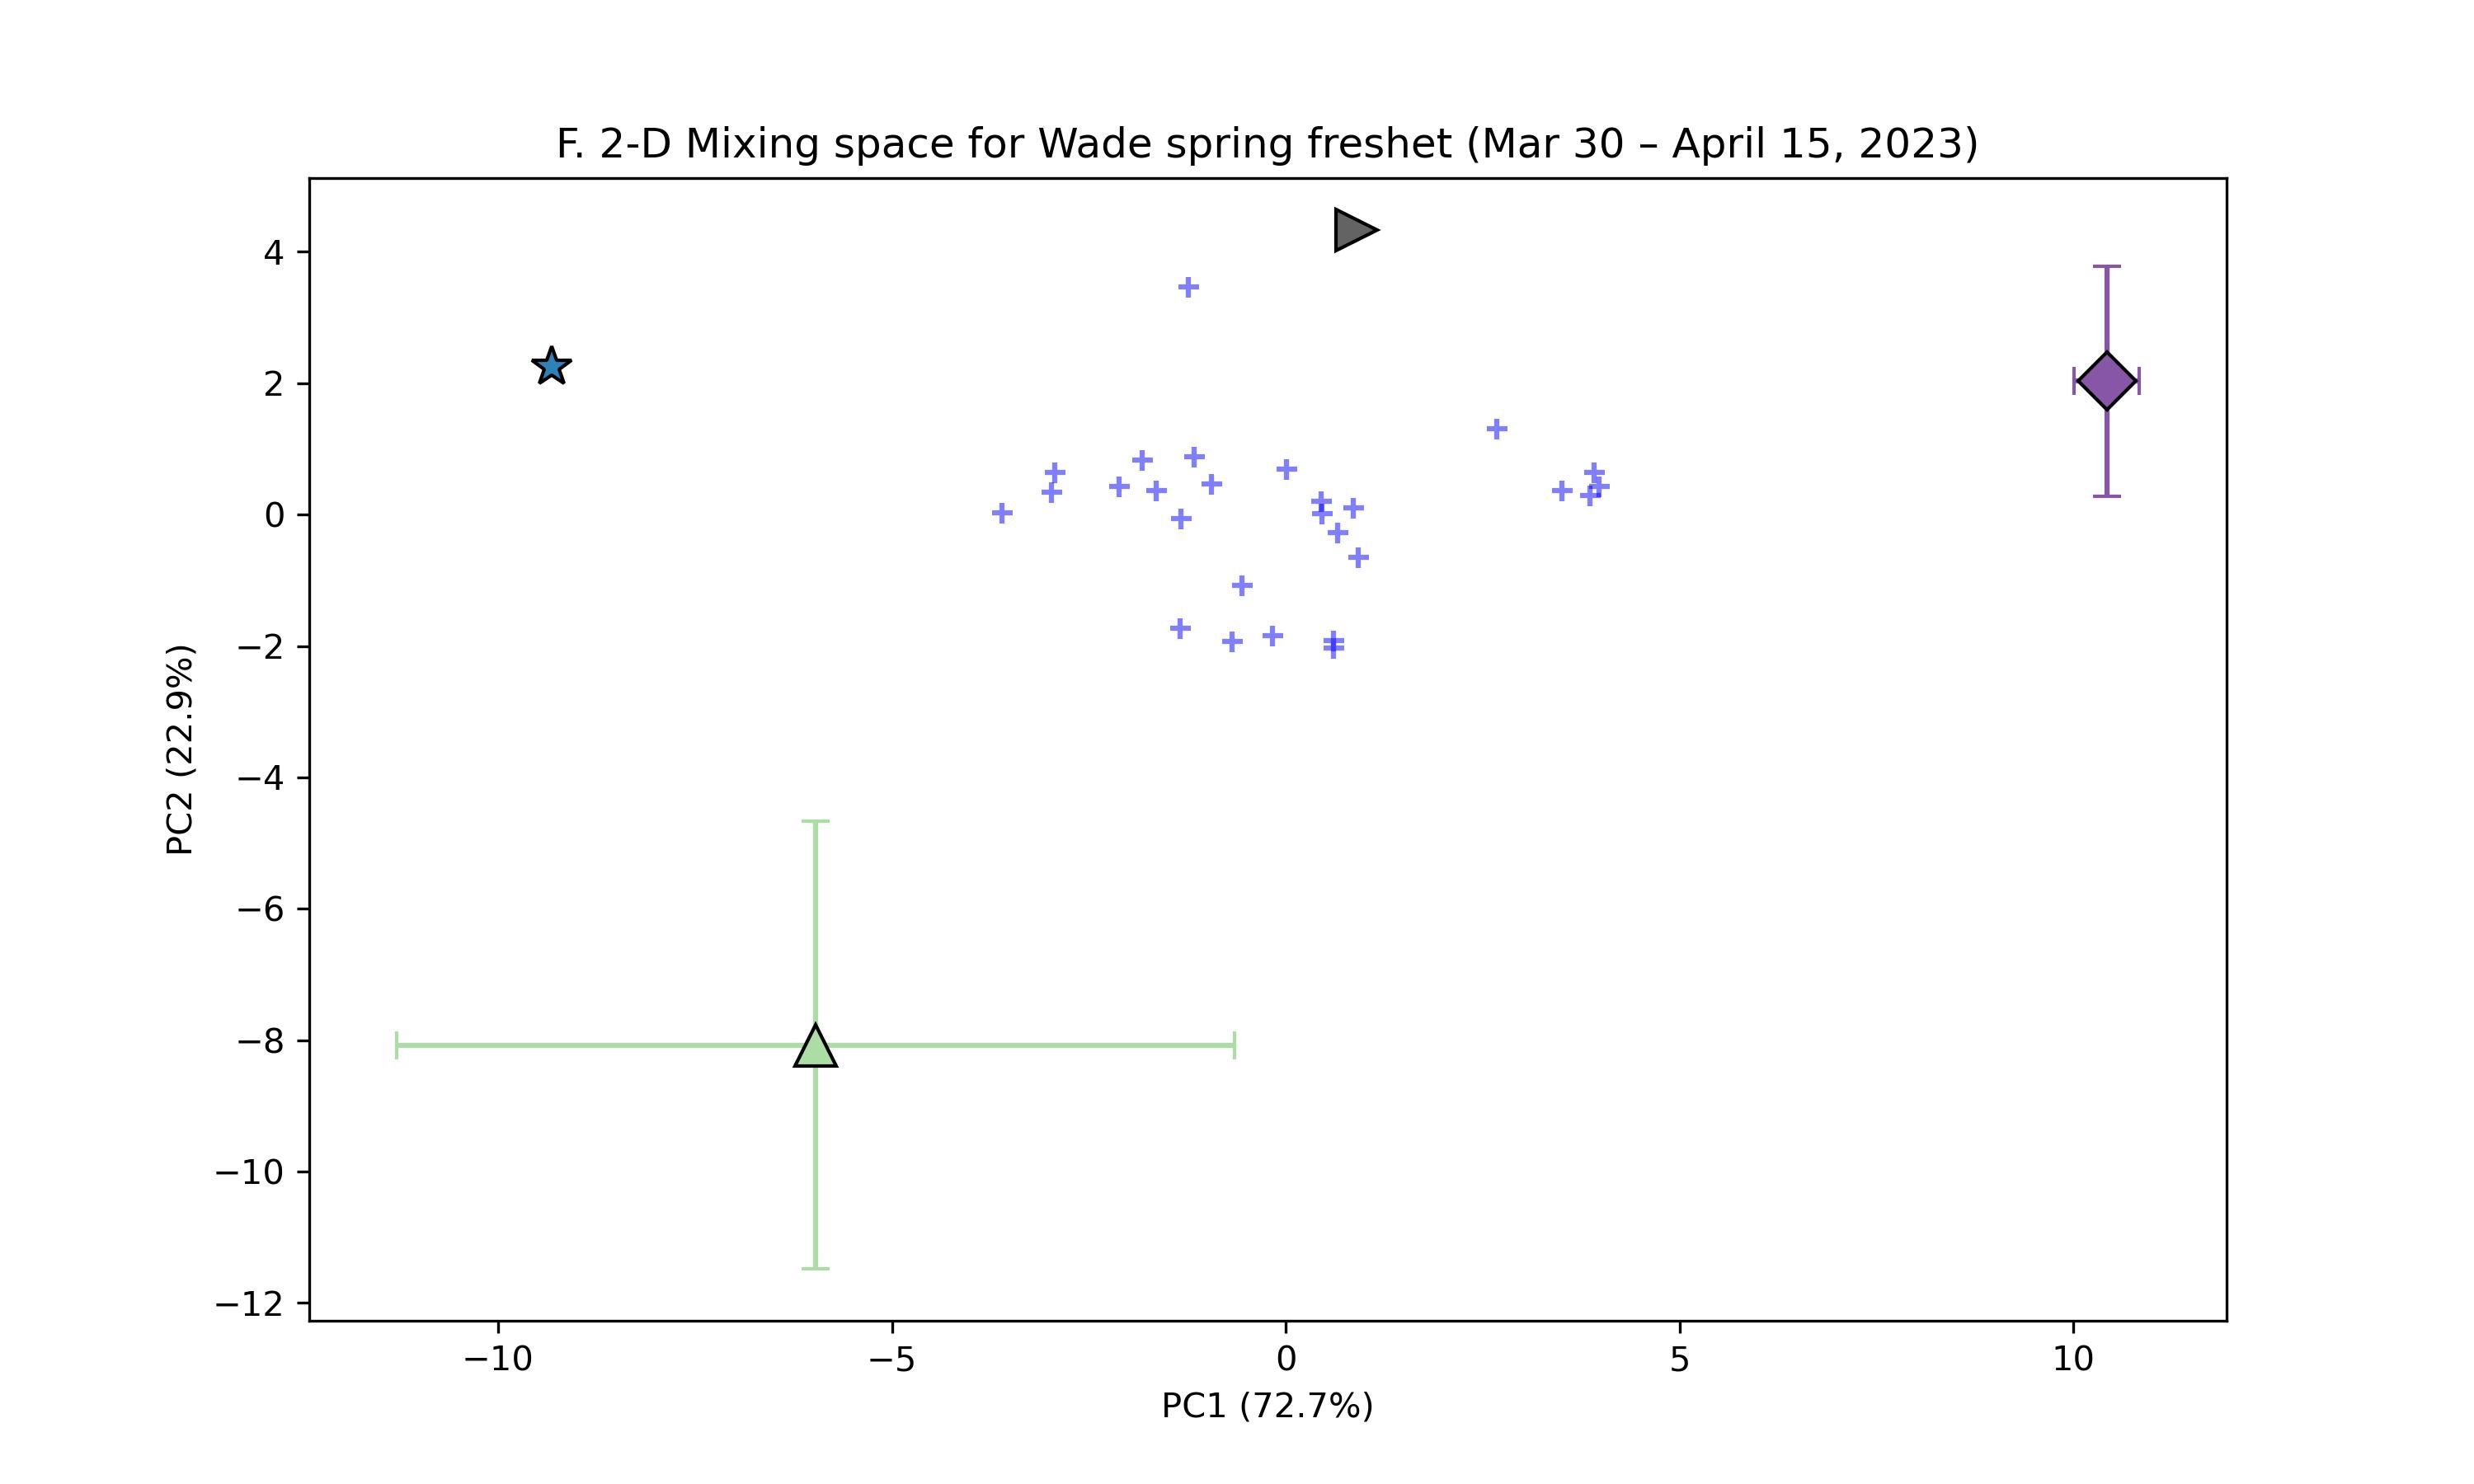 F. 2-D Mixing space for Wade spring freshet (Mar 30 – April 15, 2023)
4
2
0
−2
−4
−6
−8
−10
−12
PC2 (22.9%)
−10 −5 0 5 10
PC1 (72.7%)